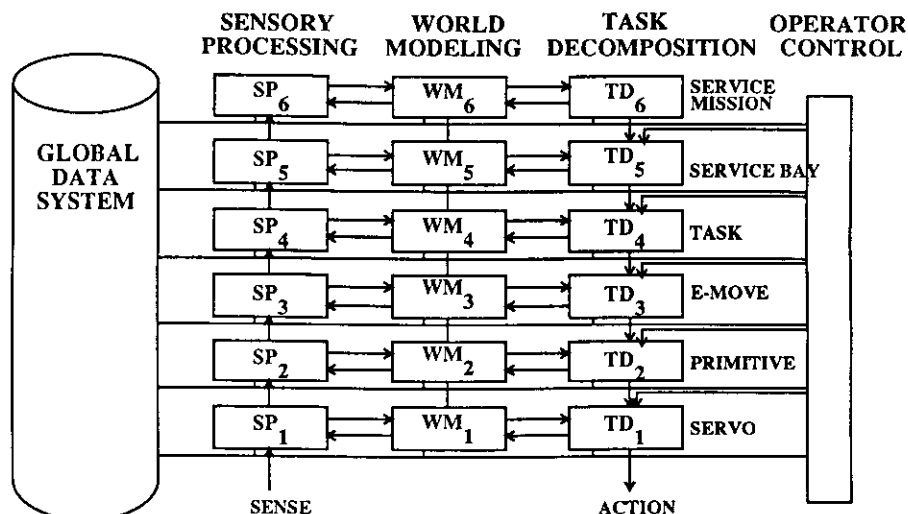 SENSORY PROCESSING
WORLD MODELING
TASK DECOMPOSITION
OPERATOR CONTROL
GLOBAL DATA SYSTEM
SP6 WM6 TD6 SERVICE MISSION
SP5 WM5 TD5 SERVICE BAY
SP4 WM4 TD4 TASK
SP3 WM3 TD3 E-MOVE
SP2 WM2 TD2 PRIMITIVE
SP1 WM1 TD1 SERVO
SENSE
ACTION